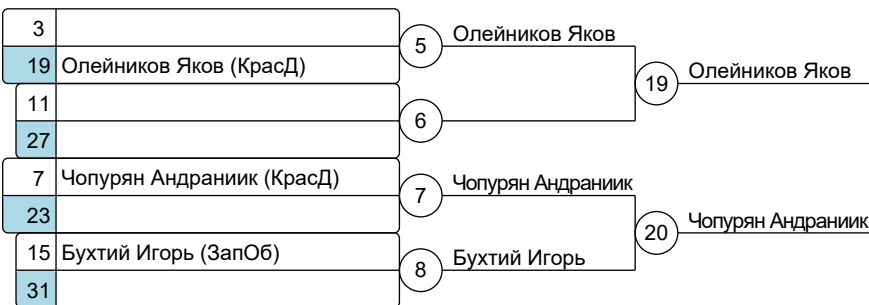 3
5 Олейников Яков
19 Олейников Яков (КрасД)
19 Олейников Яков
11
6
27
7 Чопурян Андраниик (КрасД)
7 Чопурян Андраниик
23
20 Чопурян Андраниик
15 Бухтий Игорь (ЗапОб)
8 Бухтий Игорь
31